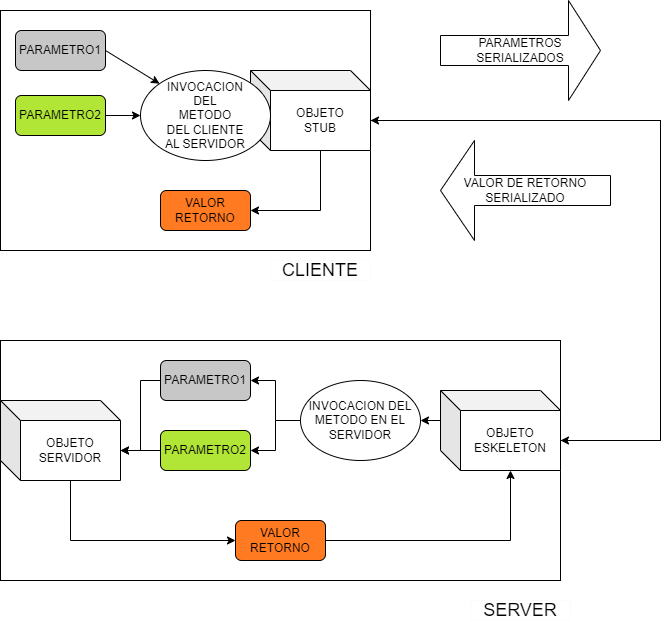 PARAMETRO1
PARAMETRO2
INVOCACION
DEL
METODO
DEL CLIENTE
AL SERVIDOR
OBJETO
STUB
VALOR
RETORNO
PARAMETROS
SERIALIZADOS
VALOR DE RETORNO
SERIALIZADO
CLIENTE
PARAMETRO1
PARAMETRO2
INVOCACION DEL
METODO EN EL
SERVIDOR
OBJETO
ESKELETON
OBJETO
SERVIDOR
VALOR
RETORNO
SERVER